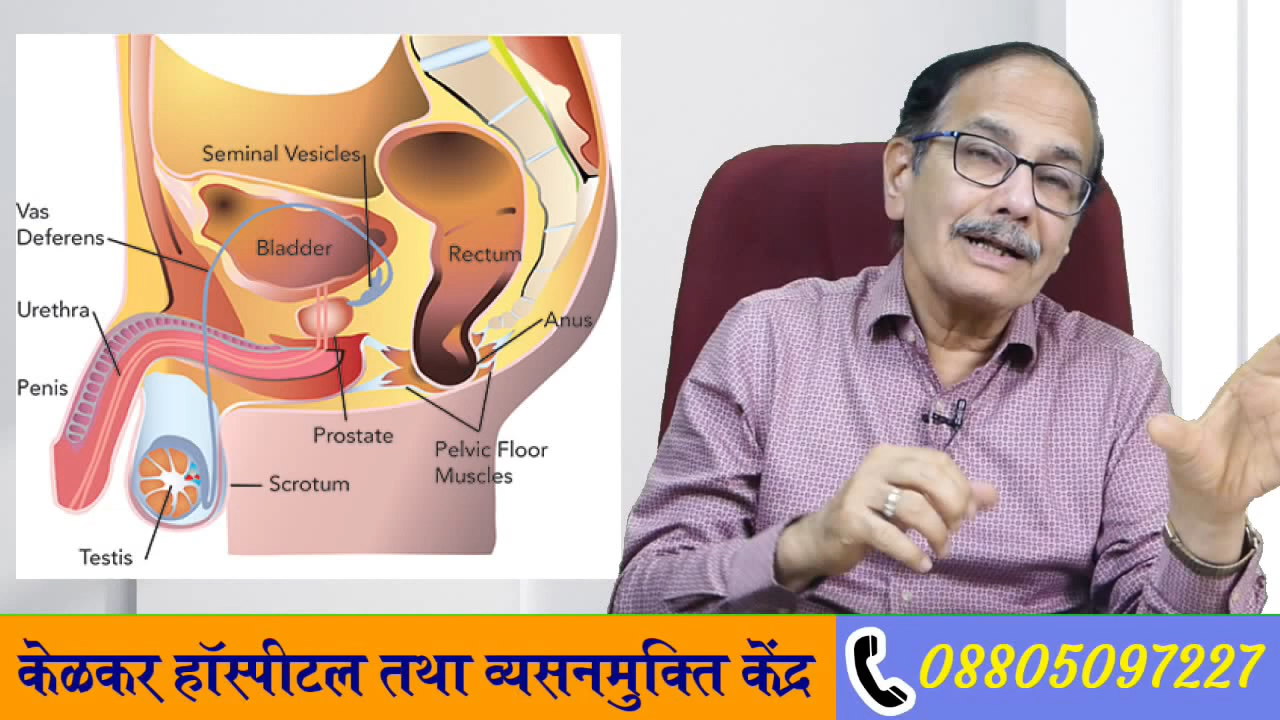 Seminal Vesicles
Vas
Deferens
Bladder
Rectum
Urethra
Anus
Penis
Prostate
Pelvic Floor
Muscles
Scrotum
Testis
केळकर हॉस्पीटल तथा व्यसनमुक्ति केंद्र
08805097227